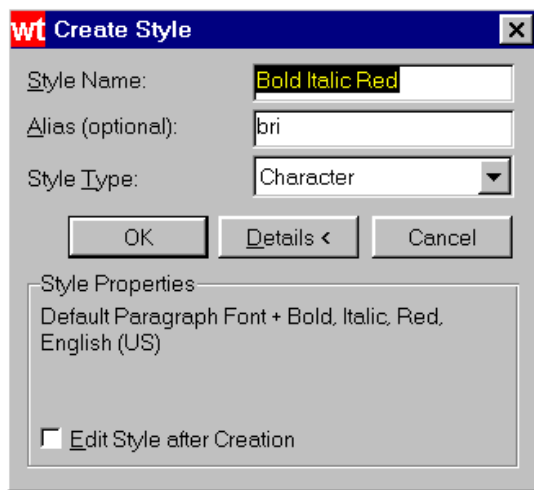 wt Create Style
Style Name: Bold Italic Red
Alias (optional): bri
Style Type: Character
OK Details < Cancel
Style Properties
Default Paragraph Font + Bold, Italic, Red,
English (US)
Edit Style after Creation